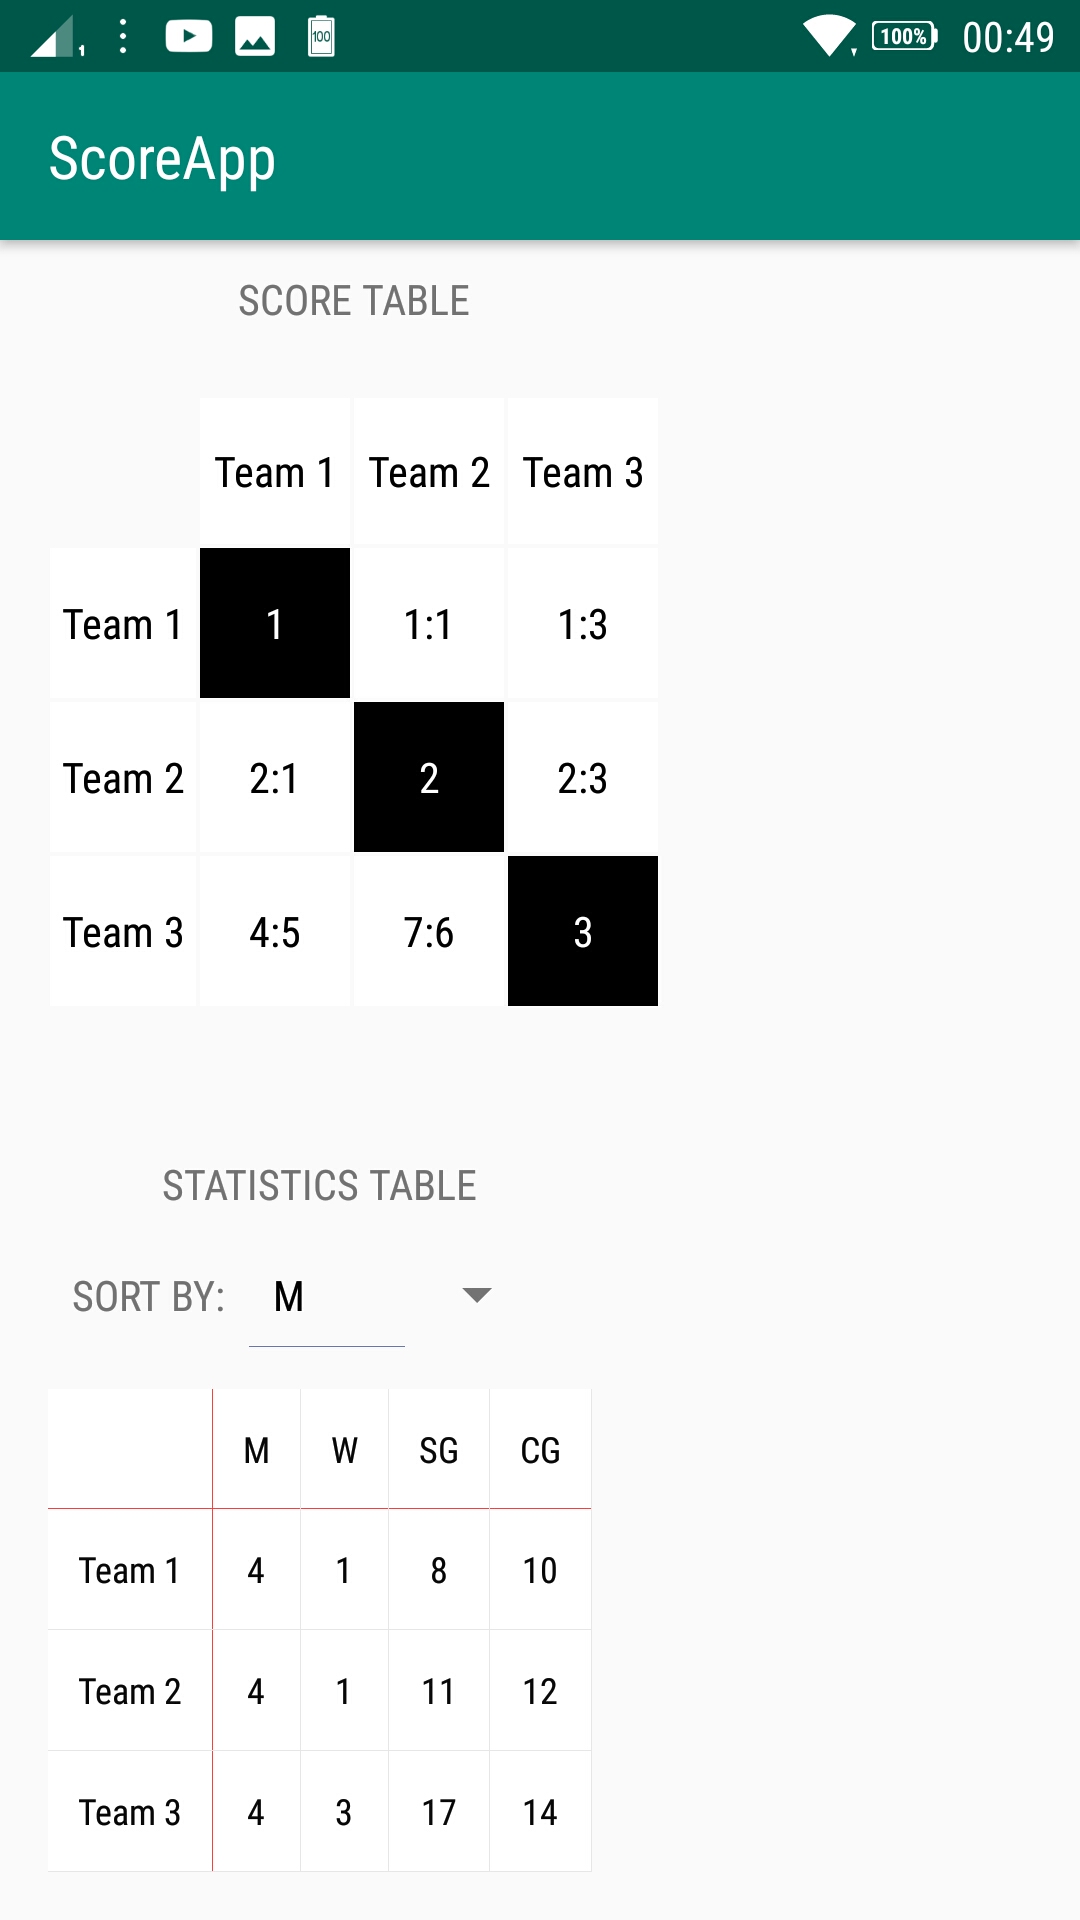 1 100 100% 00:49
ScoreApp
SCORE TABLE
Team 1 Team 2 Team 3
Team 1 1 1:1 1:3
Team 2 2:1 2 2:3
Team 3 4:5 7:6 3
STATISTICS TABLE
SORT BY: M
M W SG CG
Team 1 4 1 8 10
Team 2 4 1 11 12
Team 3 4 3 17 14